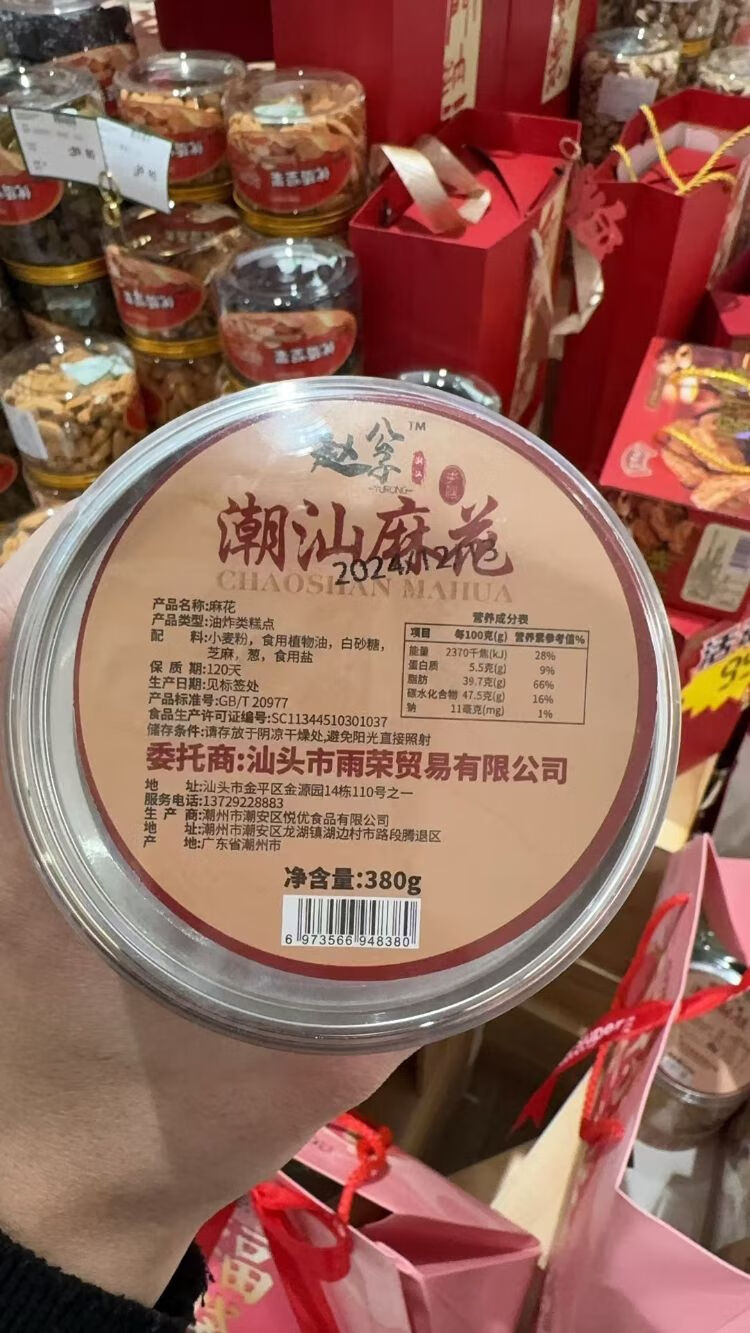 赵公享 TM
YURONG
潮汕麻花
2024/12/13
CHAOSHAN MAHUA
产品名称:麻花
产品类型:油炸类糕点
配 料:小麦粉，食用植物油，白砂糖，
芝麻，葱，食用盐
保 质 期:120天
生产日期:见标签处
产品标准号:GB/T 20977
食品生产许可证编号:SC11344510301037
储存条件:请存放于阴凉干燥处,避免阳光直接照射
营养成分表
项目 每100克(g) 营养素参考值%
能量 2370千焦(kJ) 28%
蛋白质 5.5克(g) 9%
脂肪 39.7克(g) 66%
碳水化合物 47.5克(g) 16%
钠 11毫克(mg) 1%
委托商:汕头市雨荣贸易有限公司
地 址:汕头市金平区金源园14栋110号之一
服务电话:13729228883
生 产 商:潮州市潮安区悦优食品有限公司
地 址:潮州市潮安区龙湖镇湖边村市路段腾退区
产 地:广东省潮州市
净含量:380g
6 973566 948380